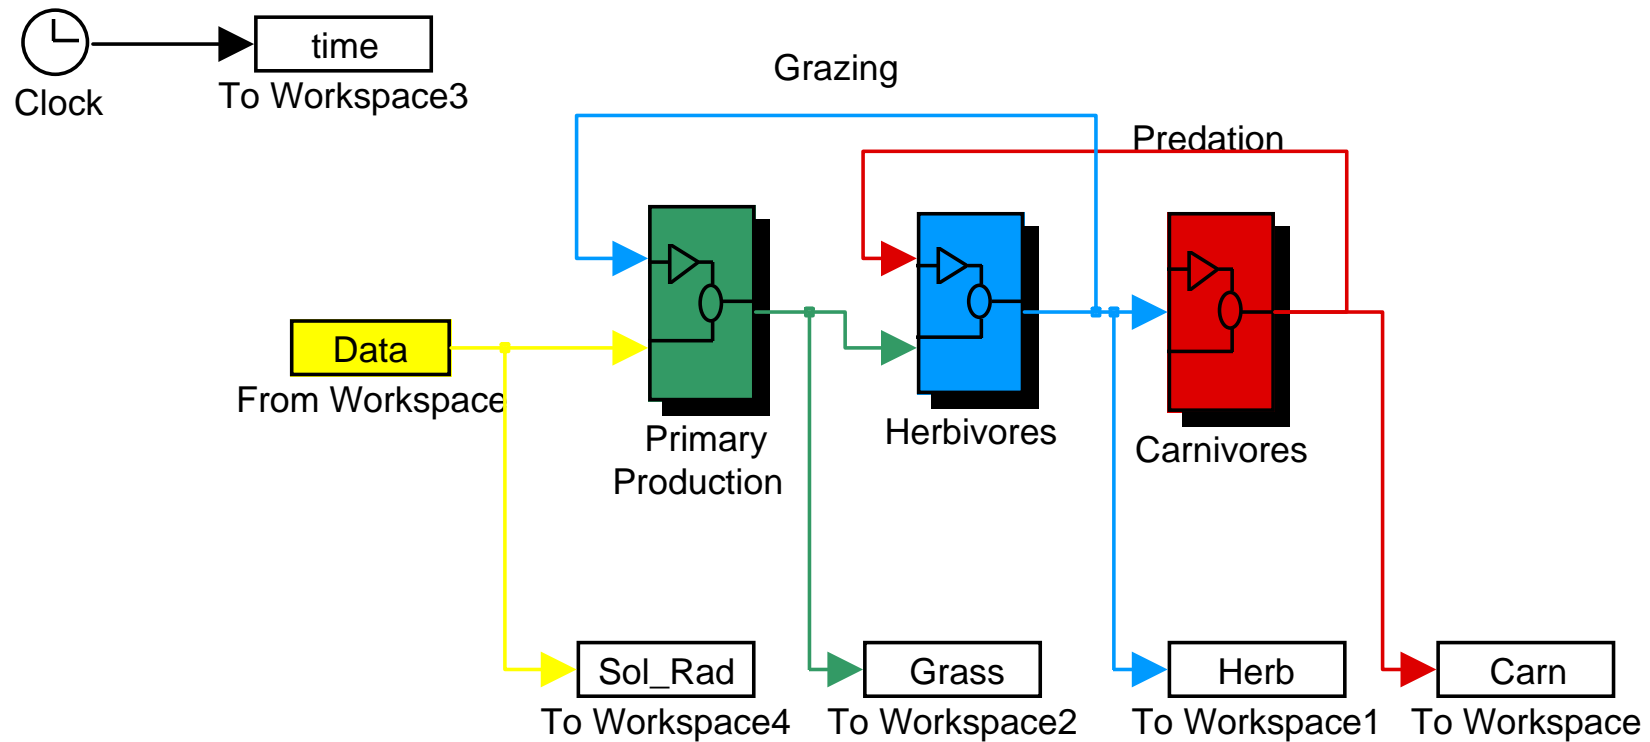 time
Clock
To Workspace3
Grazing
Predation
Data
From Workspace
Primary
Production
Herbivores
Carnivores
Sol_Rad
To Workspace4
Grass
To Workspace2
Herb
To Workspace1
Carn
To Workspace